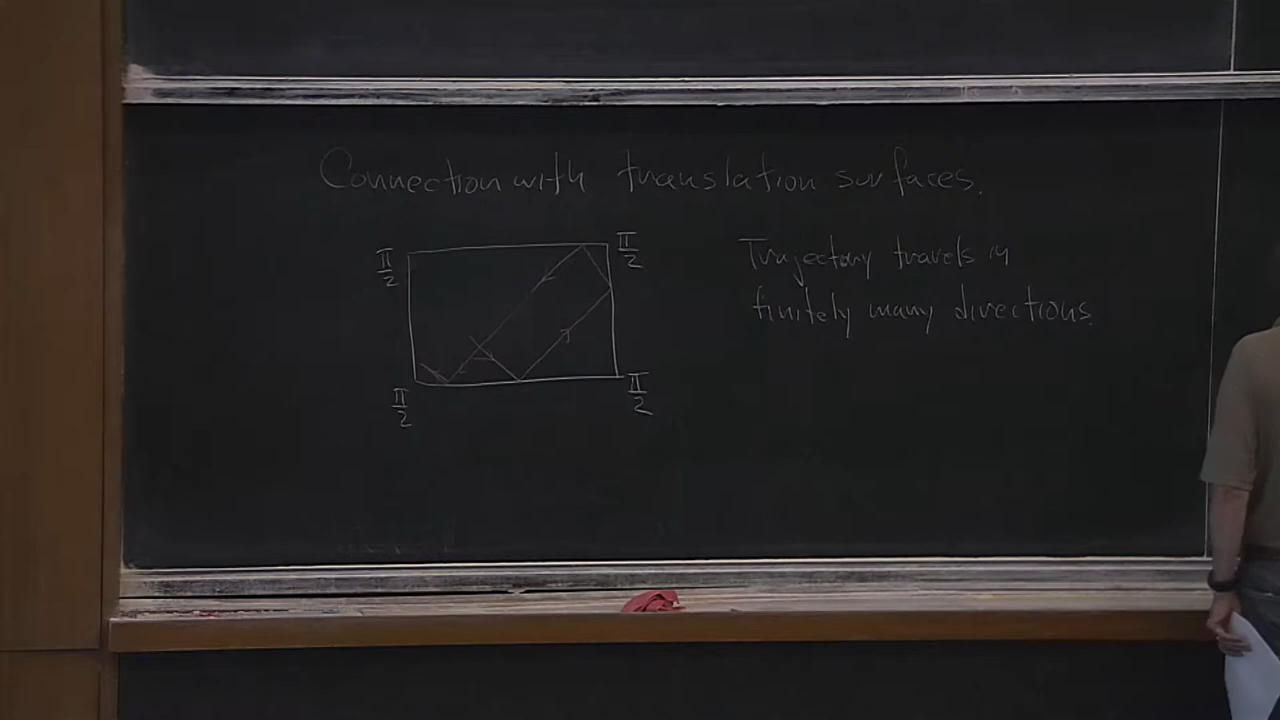 Connection with translation surfaces.
π/2
π/2
Trajectory travels in
finitely many directions.
π/2
π/2